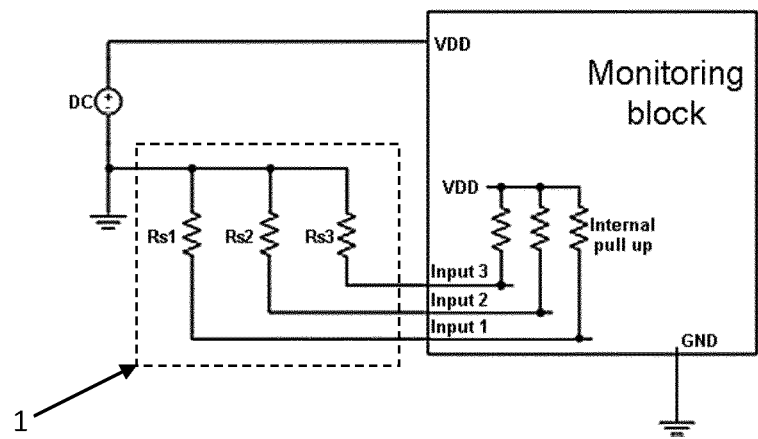 VDD
Monitoring
block
DC
+
-
VDD
Rs1
Rs2
Rs3
Internal
pull up
Input 3
Input 2
Input 1
GND
1